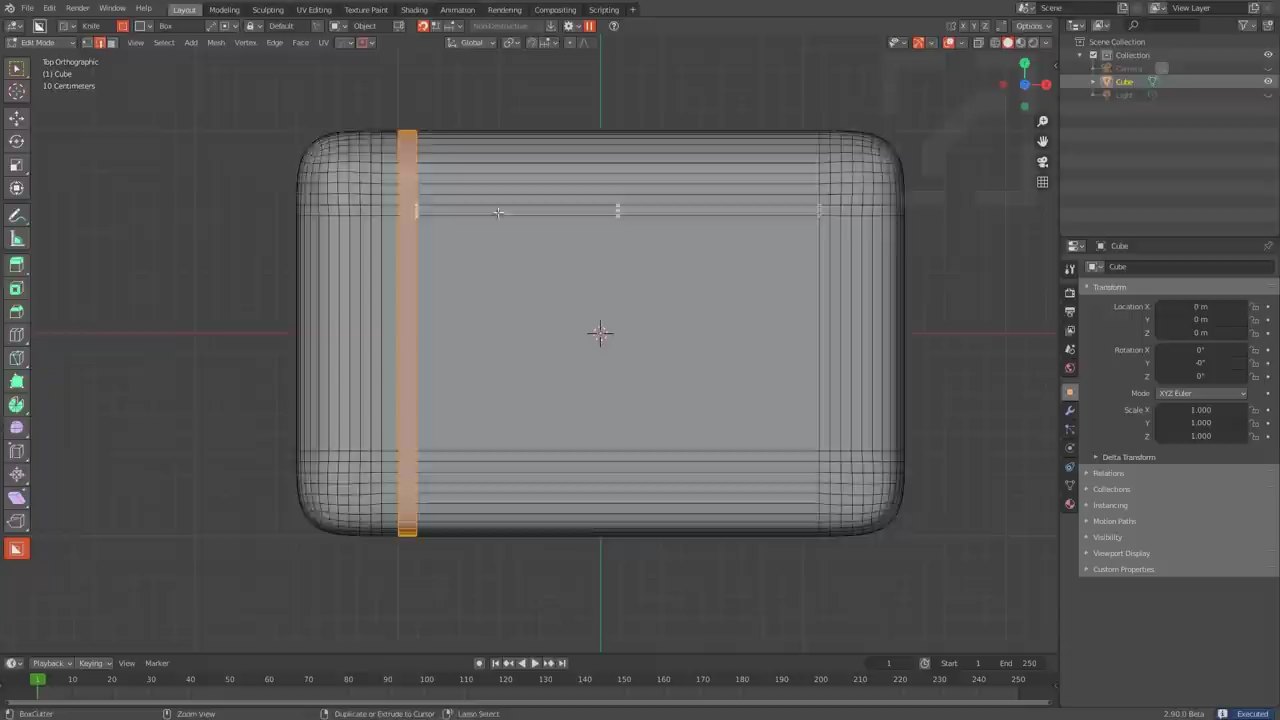 File Edit Render Window Help Layout Modeling Sculpting UV Editing Texture Paint Shading Animation Rendering Compositing Scripting + Scene View Layer
Knife Box Default Object NonDestructive Options
Edit Mode View Select Add Mesh Vertex Edge Face UV Global
Top Orthographic
(1) Cube
10 Centimeters
Scene Collection
Collection
Camera
Cube
Light
Cube
Cube
Transform
Location X 0 m
Y 0 m
Z 0 m
Rotation X 0°
Y -0°
Z 0°
Mode XYZ Euler
Scale X 1.000
Y 1.000
Z 1.000
Delta Transform
Relations
Collections
Instancing
Motion Paths
Visibility
Viewport Display
Custom Properties
Playback Keying View Marker 1 Start 1 End 250
1 10 20 30 40 50 60 70 80 90 100 110 120 130 140 150 160 170 180 190 200 210 220 230 240 250
BoxCutter Zoom View Duplicate or Extrude to Cursor Lasso Select 2.90.0 Beta Executed